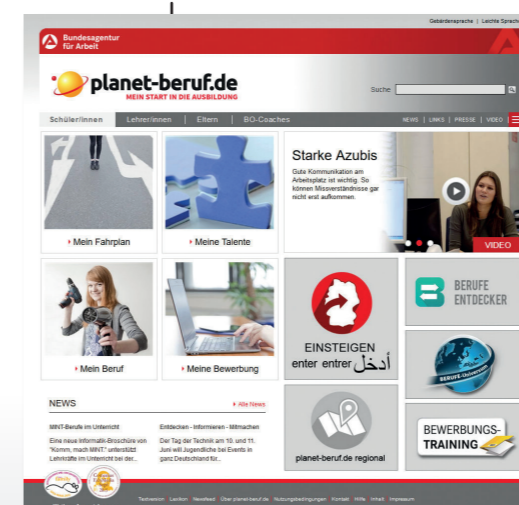 Gebärdensprache | Leichte Sprache
Bundesagentur
für Arbeit
planet-beruf.de
MEIN START IN DIE AUSBILDUNG
Suche
Schüler/innen | Lehrer/innen | Eltern | BO-Coaches
NEWS | LINKS | PRESSE | VIDEO
Mein Fahrplan
Meine Talente
Starke Azubis
Gute Kommunikation am
Arbeitsplatz ist wichtig. So
können Missverständnisse gar
nicht erst aufkommen.
VIDEO
Mein Beruf
Meine Bewerbung
EINSTEIGEN
enter entrer أدخل
BERUFE
ENTDECKER
BERUFE-Universum
planet-beruf.de regional
BEWERBUNGS-
TRAINING
NEWS
Alle News
MINT-Berufe im Unterricht
Eine neue Informatik-Broschüre von
"Komm, mach MINT." unterstützt
Lehrkräfte im Unterricht bei der...
Entdecken - Informieren - Mitmachen
Der Tag der Technik am 10. und 11.
Juni will Jugendliche bei Events in
ganz Deutschland für...
Textversion Lexikon Newsfeed Über planet-beruf.de Nutzungsbedingungen Kontakt Hilfe Inhalt Impressum